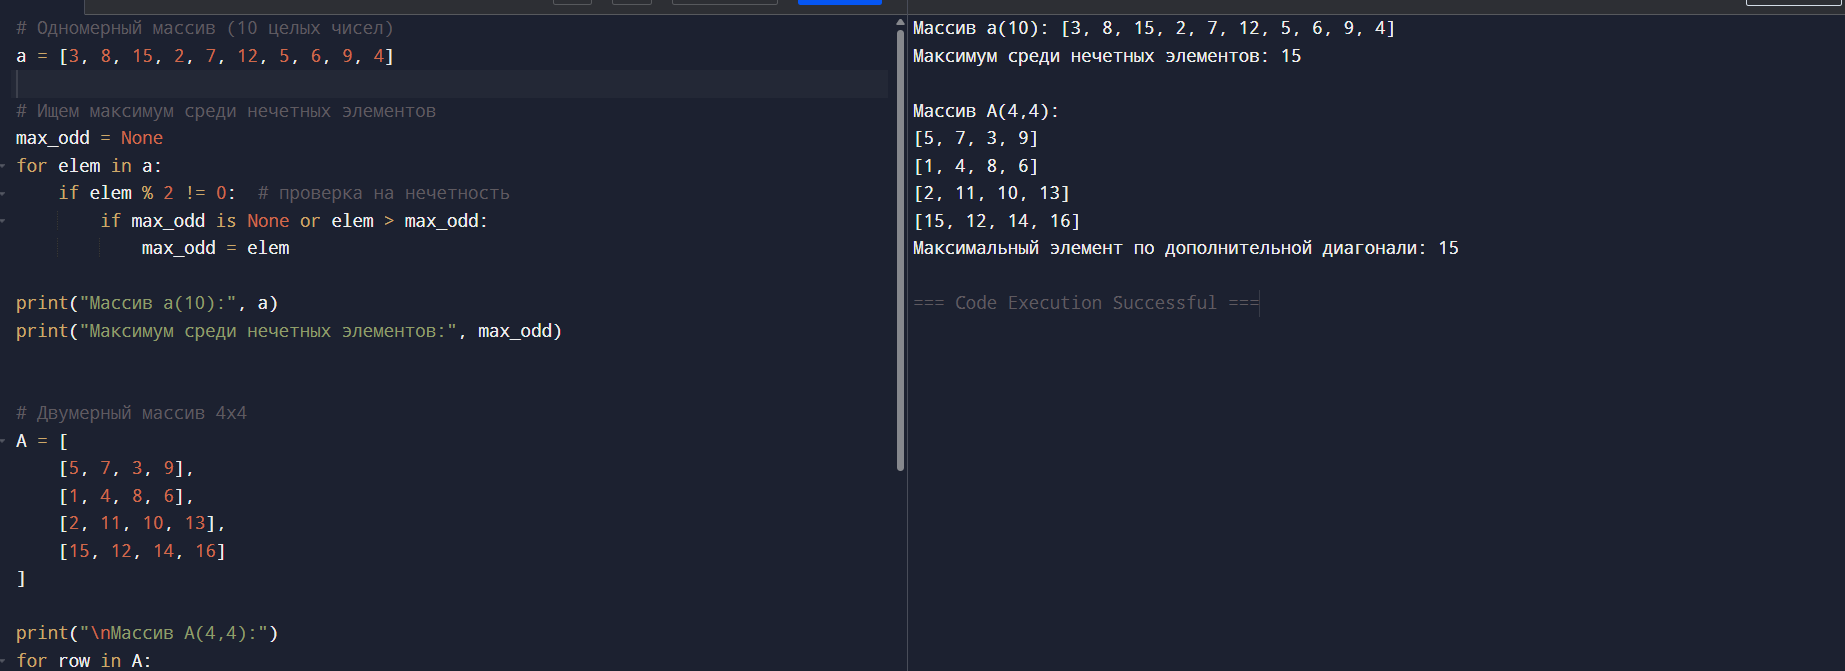 # Одномерный массив (10 целых чисел)
a = [3, 8, 15, 2, 7, 12, 5, 6, 9, 4]

# Ищем максимум среди нечетных элементов
max_odd = None
for elem in a:
    if elem % 2 != 0:  # проверка на нечетность
        if max_odd is None or elem > max_odd:
            max_odd = elem

print("Массив a(10):", a)
print("Максимум среди нечетных элементов:", max_odd)


# Двумерный массив 4x4
A = [
    [5, 7, 3, 9],
    [1, 4, 8, 6],
    [2, 11, 10, 13],
    [15, 12, 14, 16]
]

print("\nМассив A(4,4):")
for row in A:

Массив a(10): [3, 8, 15, 2, 7, 12, 5, 6, 9, 4]
Максимум среди нечетных элементов: 15

Массив A(4,4):
[5, 7, 3, 9]
[1, 4, 8, 6]
[2, 11, 10, 13]
[15, 12, 14, 16]
Максимальный элемент по дополнительной диагонали: 15

=== Code Execution Successful ===